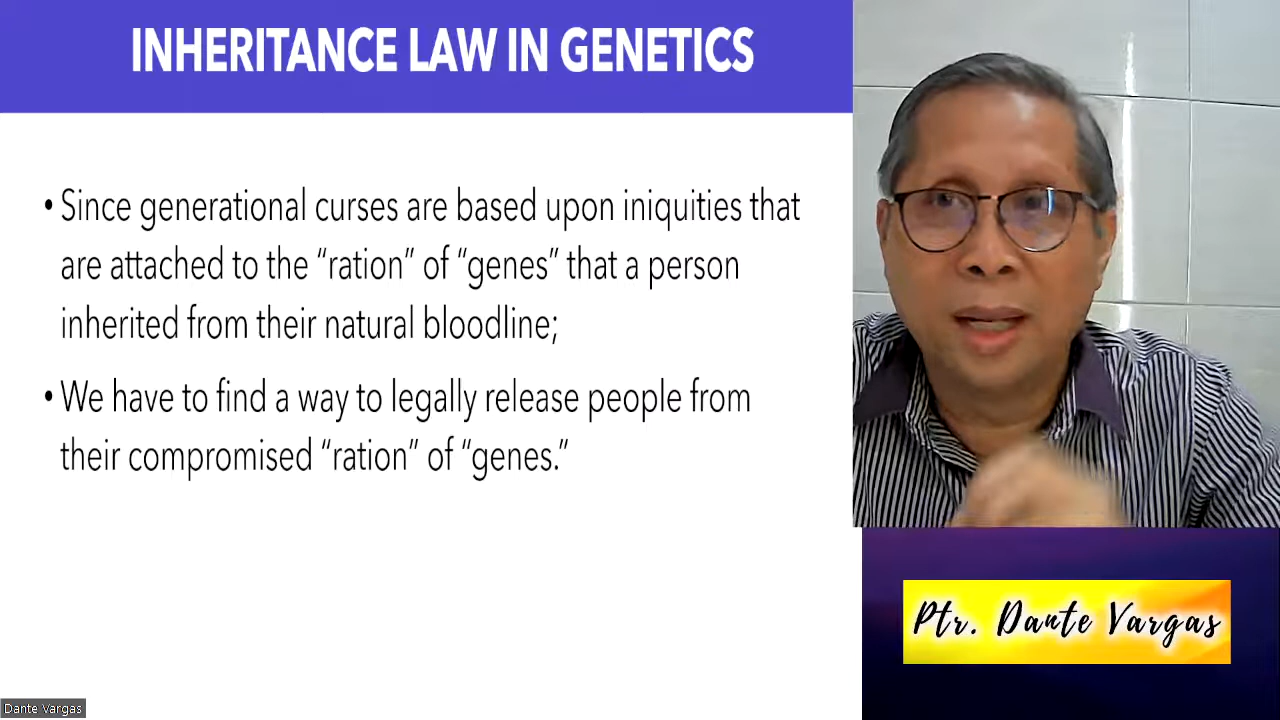 INHERITANCE LAW IN GENETICS
• Since generational curses are based upon iniquities that
are attached to the “ration” of “genes” that a person
inherited from their natural bloodline;
• We have to find a way to legally release people from
their compromised “ration” of “genes.”
Ptr. Dante Vargas
Dante Vargas